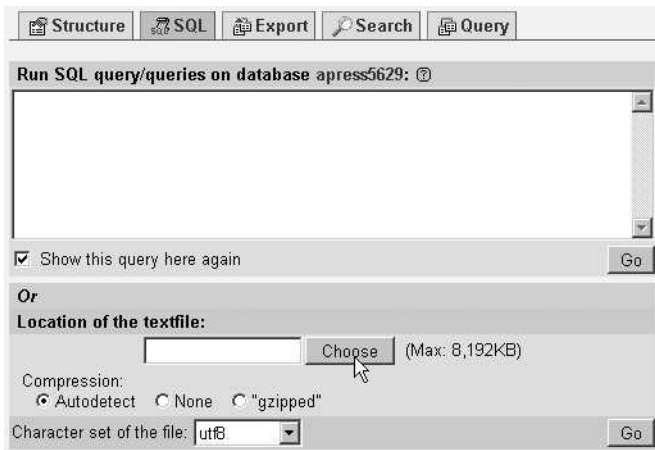 Structure SQL Export Search Query
Run SQL query/queries on database apress5629:
Show this query here again Go
Or
Location of the textfile:
Choose (Max: 8,192KB)
Compression:
Autodetect None "gzipped"
Character set of the file: utf8 Go